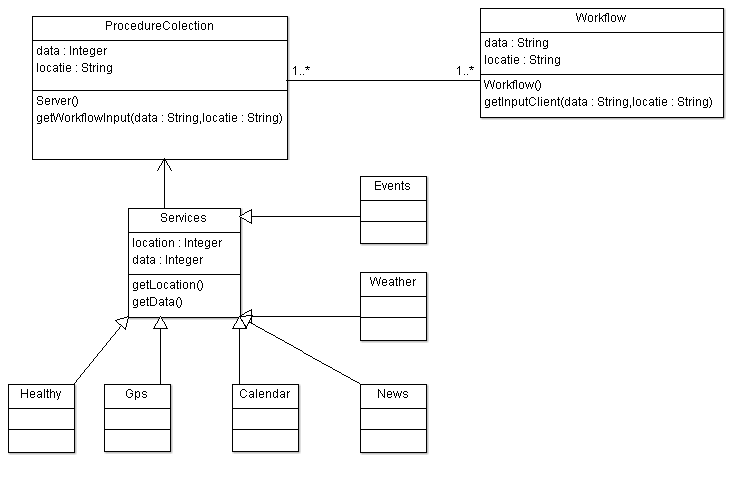 ProcedureColection
data : Integer
locatie : String
Server()
getWorkflowInput(data : String,locatie : String)
1..*
1..*
Workflow
data : String
locatie : String
Workflow()
getInputClient(data : String,locatie : String)
Services
location : Integer
data : Integer
getLocation()
getData()
Events
Weather
Healthy
Gps
Calendar
News